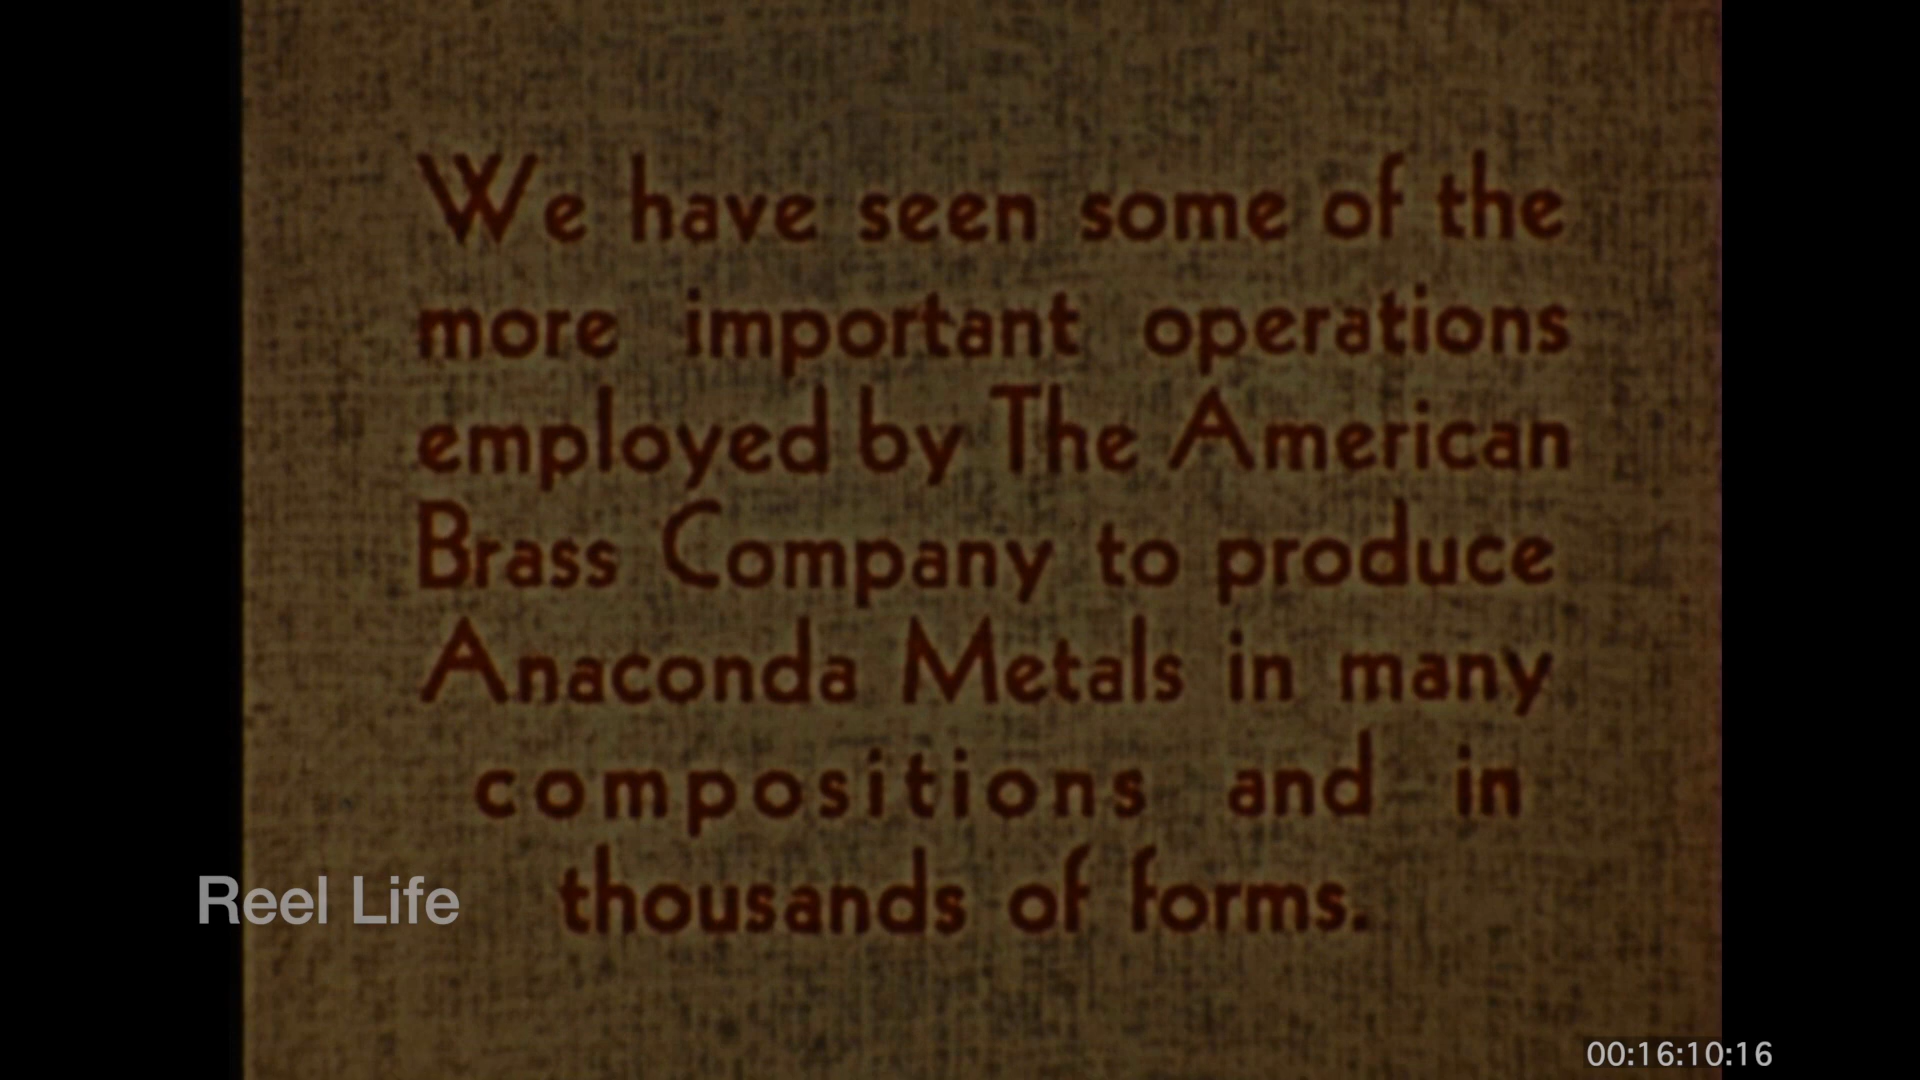 We have seen some of the
more important operations
employed by The American
Brass Company to produce
Anaconda Metals in many
compositions and in
thousands of forms.
Reel Life
00:16:10:16